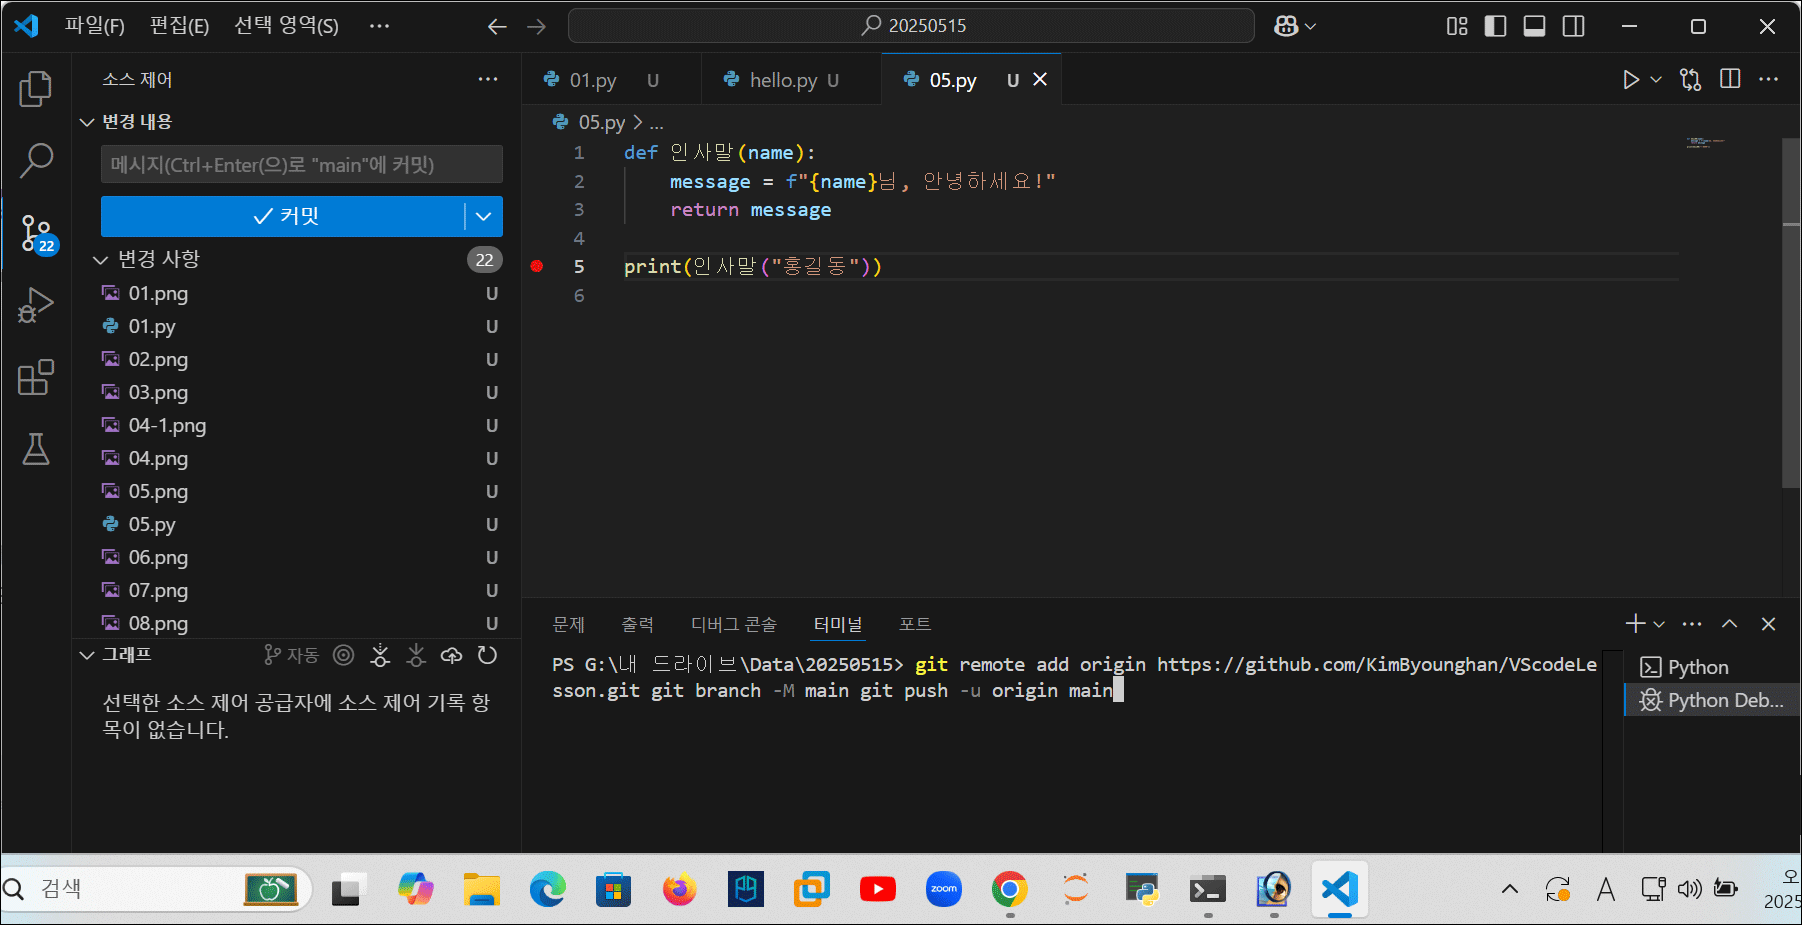 파일(F) 편집(E) 선택 영역(S) ··· 20250515
소스 제어 ···
01.py U hello.py U 05.py U
변경 내용
05.py > ...
메시지(Ctrl+Enter(으)로 "main"에 커밋)
커밋
변경 사항 22
22
01.png U
01.py U
02.png U
03.png U
04-1.png U
04.png U
05.png U
05.py U
06.png U
07.png U
08.png U
그래프 자동
선택한 소스 제어 공급자에 소스 제어 기록 항
목이 없습니다.
1 def 인사말(name):
2 message = f"{name}님, 안녕하세요!"
3 return message
4
5 print(인사말("홍길동"))
6
문제 출력 디버그 콘솔 터미널 포트
PS G:\내 드라이브\Data\20250515> git remote add origin https://github.com/KimByounghan/VScodeLe
sson.git git branch -M main git push -u origin main
Python
Python Deb...
검색
zoom
A
오
2025